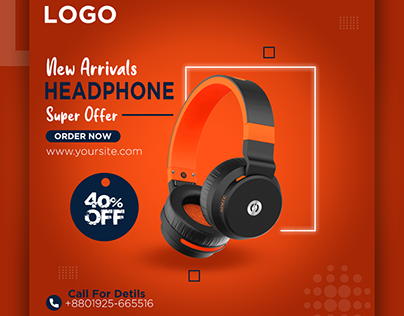 LOGO
New Arrivals
HEADPHONE
Super Offer
ORDER NOW
www.yoursite.com
40%
OFF
Call For Detils
+8801925-665516